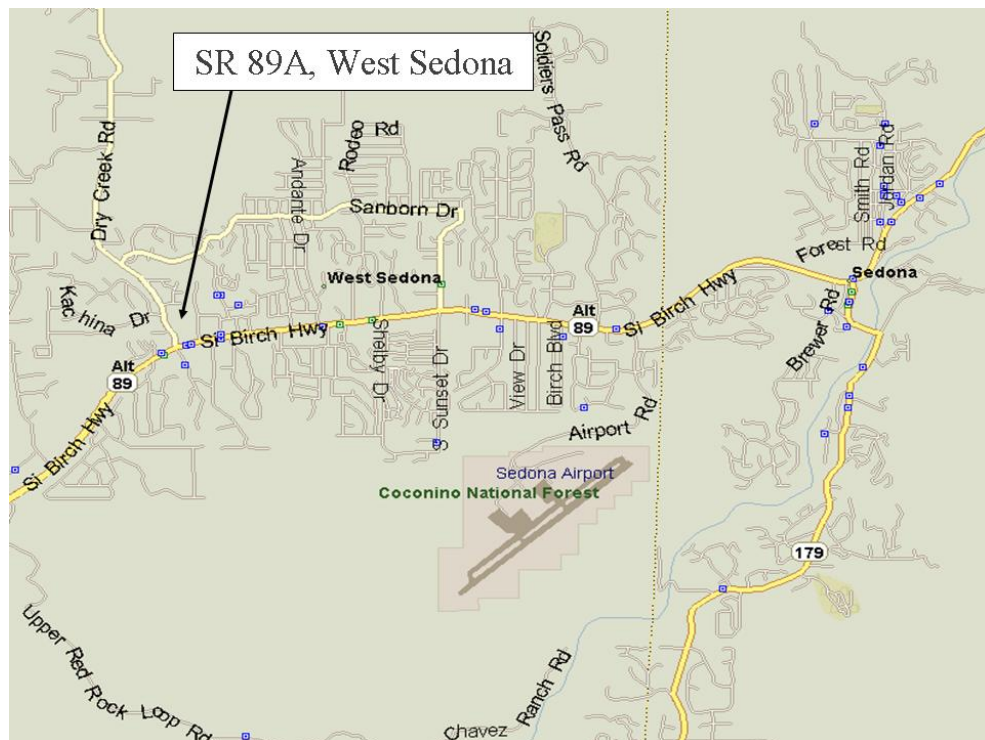 SR 89A, West Sedona
Soldiers Pass Rd
Dry Creek Rd
Rodeo Rd
Andante Dr
Sanborn Dr
Smith Rd
Jordan Rd
Forest Rd
West Sedona
Sedona
Kachina Dr
Si Birch Hwy
Alt
89
Si Birch Hwy
Brewer Rd
Alt
89
Shelby Dr
S Sunset Dr
View Dr
Birch Blvd
Si Birch Hwy
Airport Rd
Sedona Airport
Coconino National Forest
179
Upper Red Rock Loop Rd
Chavez Ranch Rd